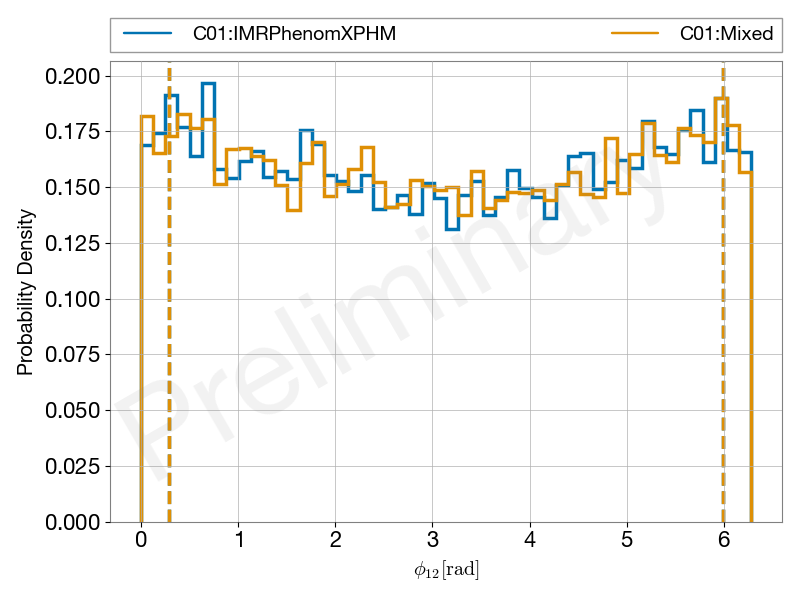 C01:IMRPhenomXPHM C01:Mixed
0.200
0.175
0.150
0.125
0.100
0.075
0.050
0.025
0.000
Probability Density
Preliminary
0 1 2 3 4 5 6
ϕ₁₂[rad]